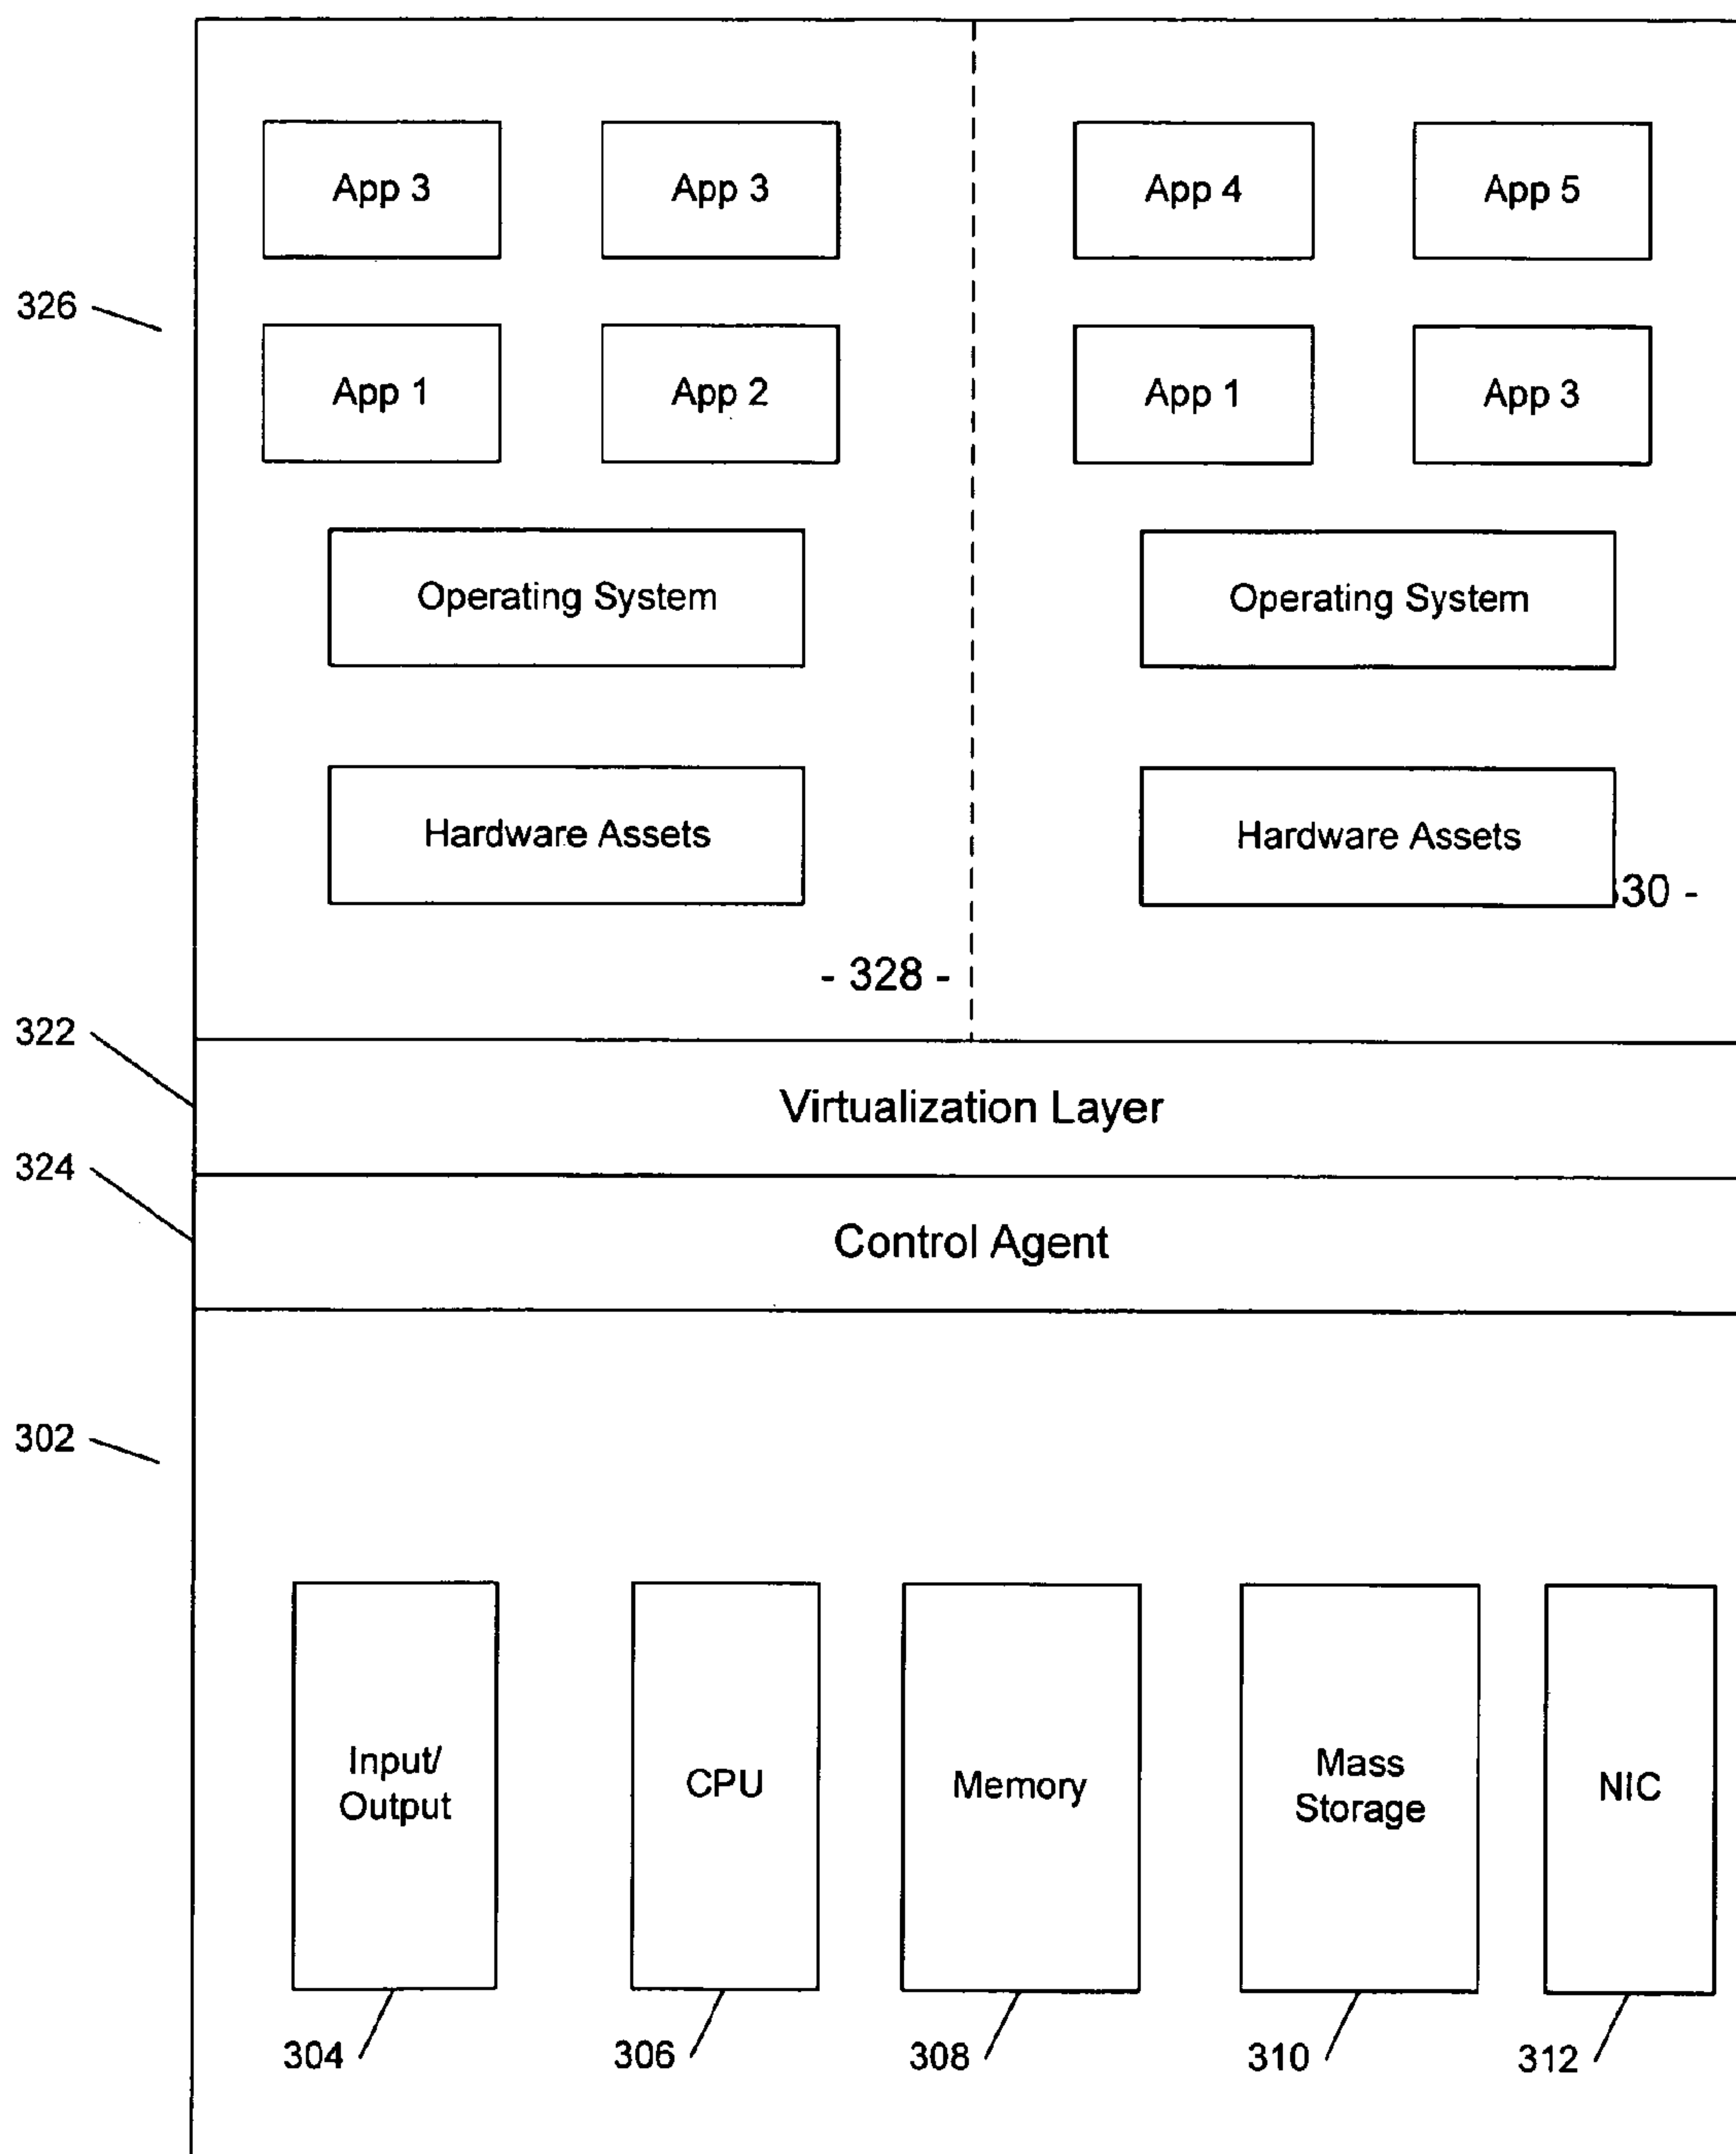 App 3
App 3
App 4
App 5
326
App 1
App 2
App 1
App 3
Operating System
Operating System
Hardware Assets
Hardware Assets
30 -
- 328 -
322
Virtualization Layer
324
Control Agent
302
Input/
Output
CPU
Memory
Mass
Storage
NIC
304
306
308
310
312